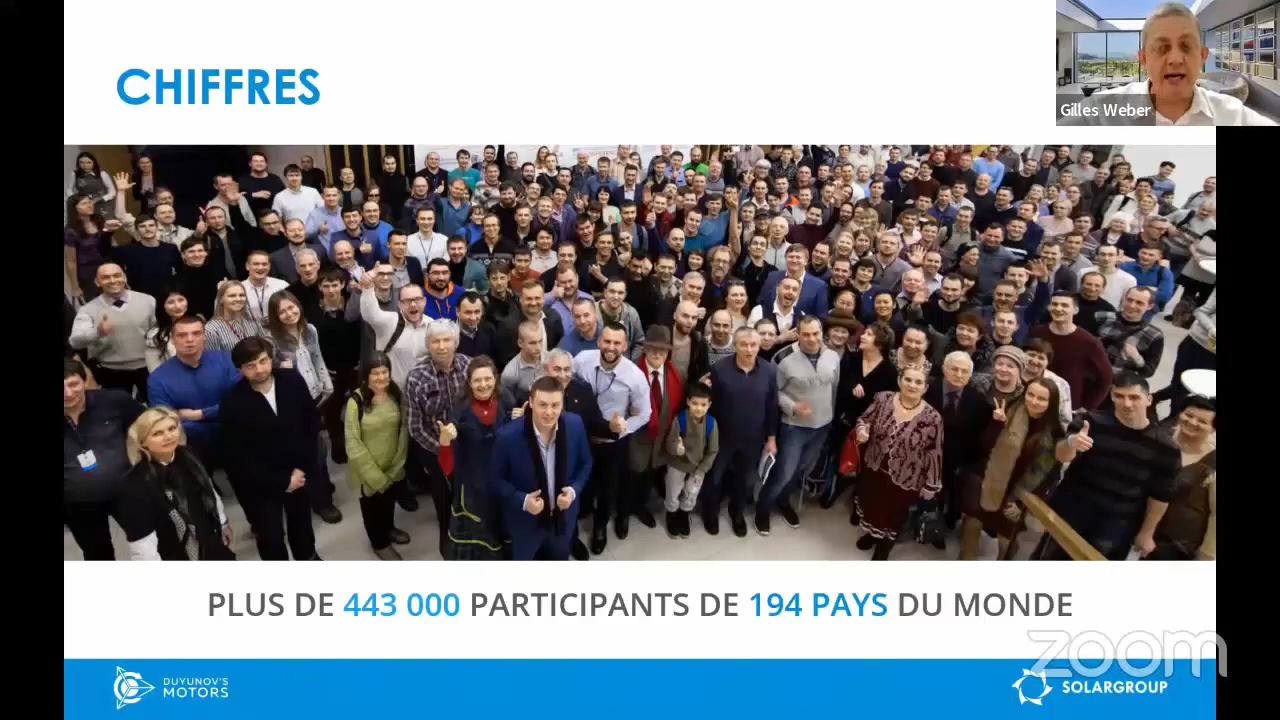 CHIFFRES
Gilles Weber
PLUS DE 443 000 PARTICIPANTS DE 194 PAYS DU MONDE
zoom
DUYUNOV'S
MOTORS
SOLARGROUP